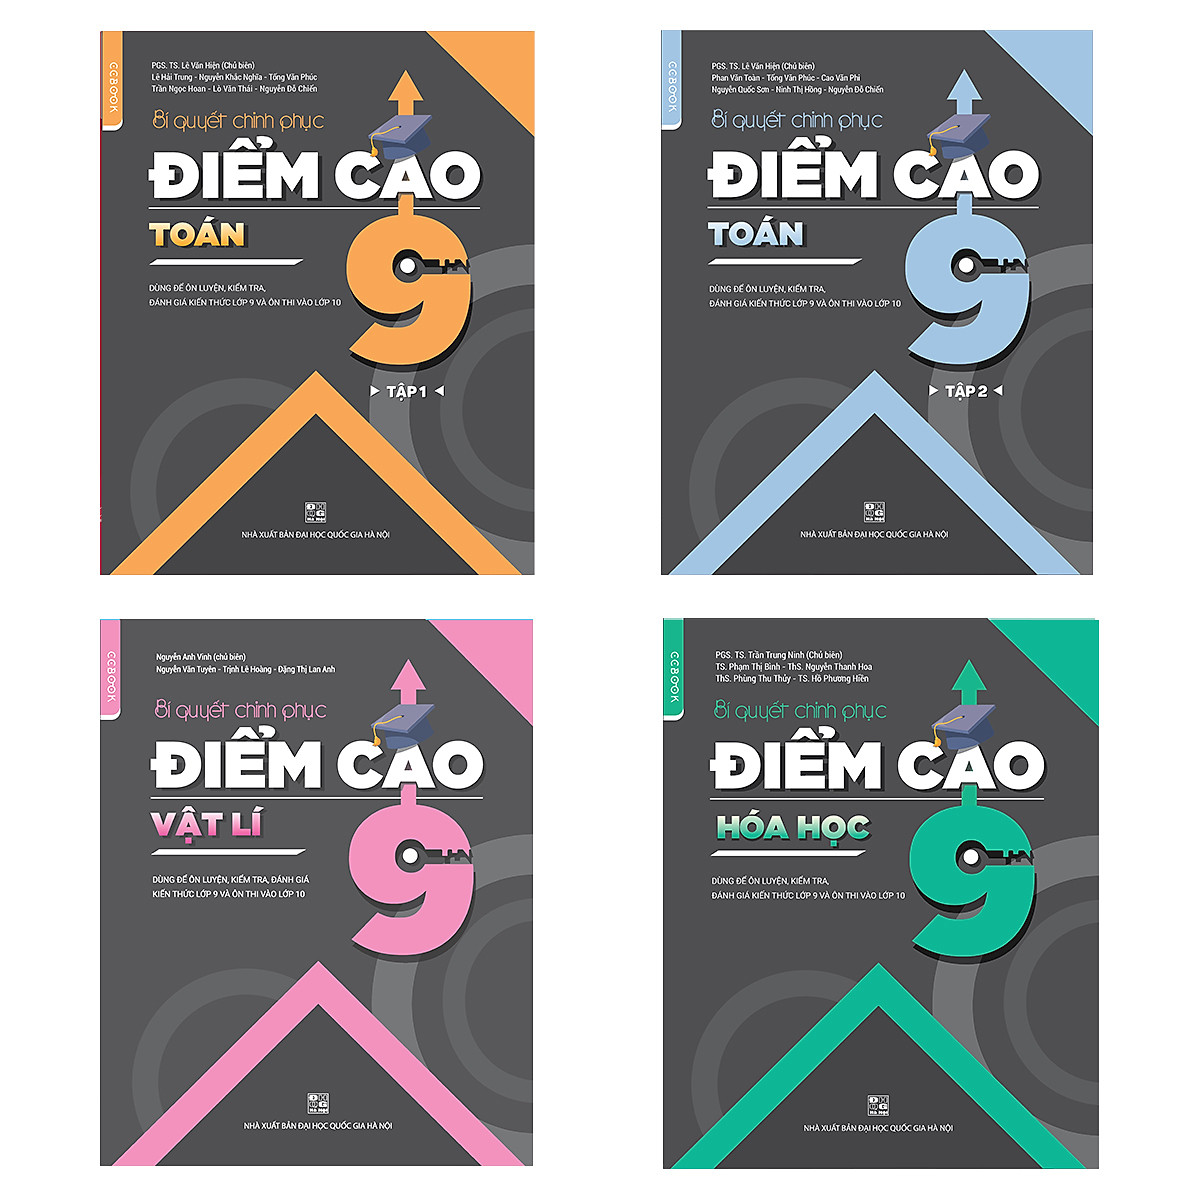 CCBOOK
PGS. TS. Lê Văn Hiện (Chủ biên)
Lê Hải Trung - Nguyễn Khắc Nghĩa - Tống Văn Phúc
Trần Ngọc Hoan - Lò Văn Thái - Nguyễn Đỗ Chiến
Bí quyết chinh phục
ĐIỂM CAO
TOÁN
9
DÙNG ĐỂ ÔN LUYỆN, KIỂM TRA,
ĐÁNH GIÁ KIẾN THỨC LỚP 9 VÀ ÔN THI VÀO LỚP 10
TẬP 1
Hà Nội
NHÀ XUẤT BẢN ĐẠI HỌC QUỐC GIA HÀ NỘI
CCBOOK
PGS. TS. Lê Văn Hiện (Chủ biên)
Phan Văn Toàn - Tống Văn Phúc - Cao Văn Phi
Nguyễn Quốc Sơn - Ninh Thị Hồng - Nguyễn Đỗ Chiến
Bí quyết chinh phục
ĐIỂM CAO
TOÁN
9
DÙNG ĐỂ ÔN LUYỆN, KIỂM TRA,
ĐÁNH GIÁ KIẾN THỨC LỚP 9 VÀ ÔN THI VÀO LỚP 10
TẬP 2
Hà Nội
NHÀ XUẤT BẢN ĐẠI HỌC QUỐC GIA HÀ NỘI
CCBOOK
Nguyễn Anh Vinh (chủ biên)
Nguyễn Văn Tuyên - Trịnh Lê Hoàng - Đặng Thị Lan Anh
Bí quyết chinh phục
ĐIỂM CAO
VẬT LÍ
9
DÙNG ĐỂ ÔN LUYỆN, KIỂM TRA, ĐÁNH GIÁ
KIẾN THỨC LỚP 9 VÀ ÔN THI VÀO LỚP 10
Hà Nội
NHÀ XUẤT BẢN ĐẠI HỌC QUỐC GIA HÀ NỘI
CCBOOK
PGS. TS. Trần Trung Ninh (Chủ biên)
TS. Phạm Thị Bình - ThS. Nguyễn Thanh Hoa
ThS. Phùng Thu Thủy - TS. Hồ Phương Hiền
Bí quyết chinh phục
ĐIỂM CAO
HÓA HỌC
9
DÙNG ĐỂ ÔN LUYỆN, KIỂM TRA,
ĐÁNH GIÁ KIẾN THỨC LỚP 9 VÀ ÔN THI VÀO LỚP 10
Hà Nội
NHÀ XUẤT BẢN ĐẠI HỌC QUỐC GIA HÀ NỘI